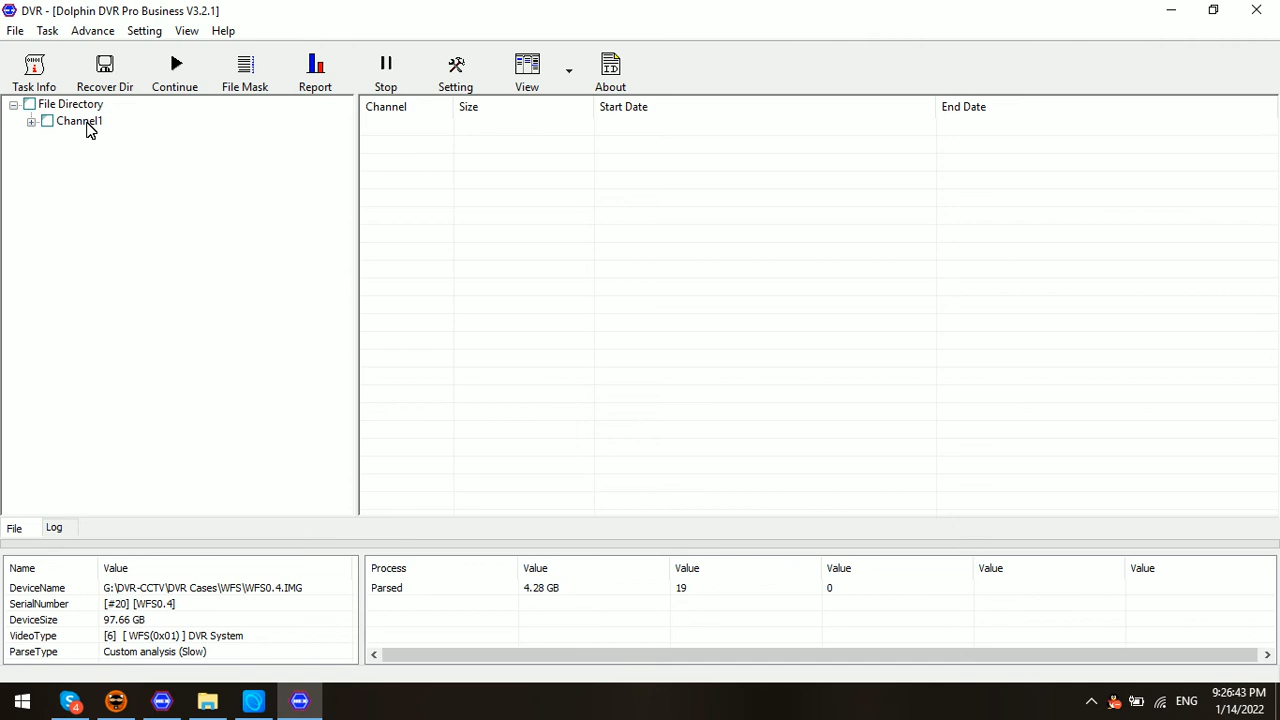 DVR - [Dolphin DVR Pro Business V3.2.1]
File Task Advance Setting View Help
Task Info Recover Dir Continue File Mask Report Stop Setting View About
File Directory
Channel1
Channel Size Start Date End Date
File Log
Name Value
DeviceName G:\DVR-CCTV\DVR Cases\WFS\WFS0.4.IMG
SerialNumber [#20] [WFS0.4]
DeviceSize 97.66 GB
VideoType [6] [ WFS(0x01) ] DVR System
ParseType Custom analysis (Slow)
Process Value Value Value Value Value
Parsed 4.28 GB 19 0
4
ENG
9:26:43 PM
1/14/2022